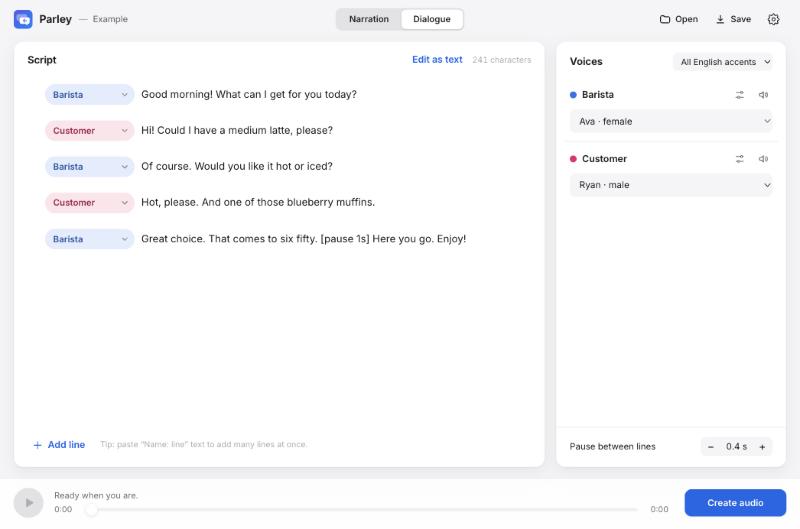 Parley — Example
Narration
Dialogue
Open
Save
Script
Edit as text
241 characters
Barista
Good morning! What can I get for you today?
Customer
Hi! Could I have a medium latte, please?
Barista
Of course. Would you like it hot or iced?
Customer
Hot, please. And one of those blueberry muffins.
Barista
Great choice. That comes to six fifty. [pause 1s] Here you go. Enjoy!
+ Add line
Tip: paste “Name: line” text to add many lines at once.
Voices
All English accents
Barista
Ava · female
Customer
Ryan · male
Pause between lines
− 0.4 s +
Ready when you are.
0:00
0:00
Create audio